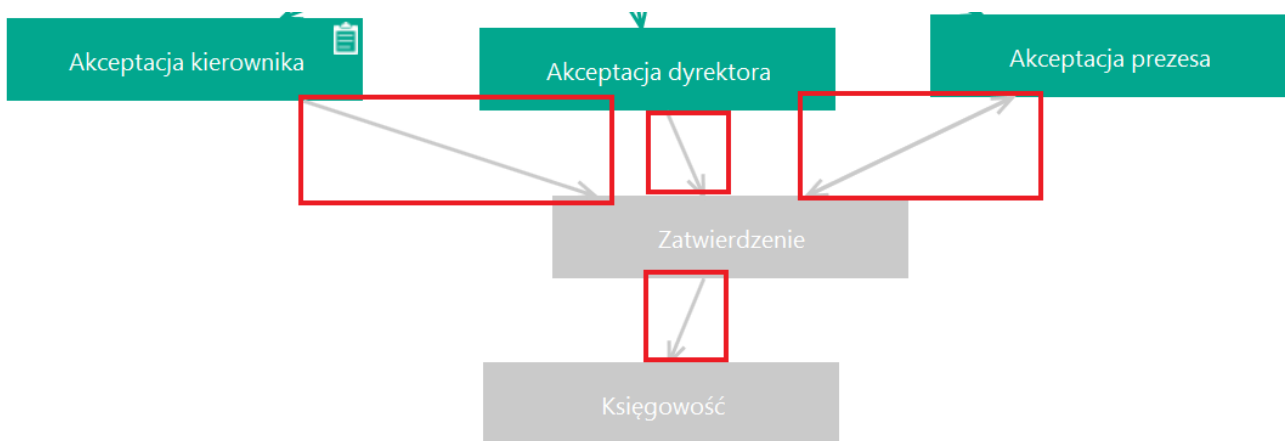 Akceptacja kierownika
Akceptacja dyrektora
Akceptacja prezesa
Zatwierdzenie
Księgowość